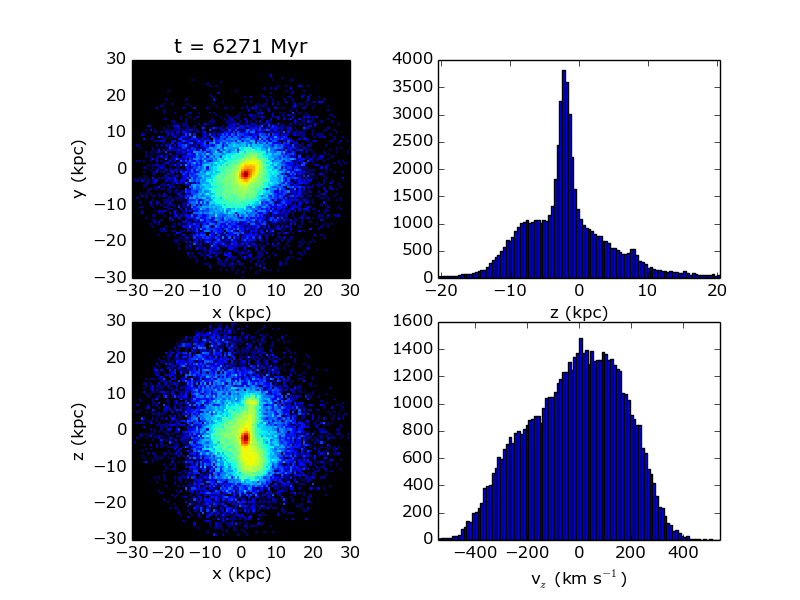 t = 6271 Myr
30
20
10
0
−10
−20
−30
y (kpc)
−30 −20 −10 0 10 20 30
x (kpc)
4000
3500
3000
2500
2000
1500
1000
500
0
−20 −10 0 10 20
z (kpc)
30
20
10
0
−10
−20
−30
z (kpc)
−30 −20 −10 0 10 20 30
x (kpc)
1600
1400
1200
1000
800
600
400
200
0
−400 −200 0 200 400
v_z (km s⁻¹)